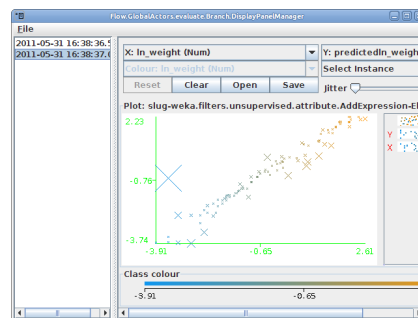 Flow.GlobalActors.evaluate.Branch.DisplayPanelManager
File
2011-05-31 16:38:36.5
2011-05-31 16:38:37.0
X: ln_weight (Num)
Y: predictedln_weigh
Colour: ln_weight (Num)
Select Instance
Reset
Clear
Open
Save
Jitter
Plot: slug-weka.filters.unsupervised.attribute.AddExpression-E
2.23
-0.76
-3.74
-3.91
-0.65
2.61
Y
X
Class colour
-3.91
-0.65